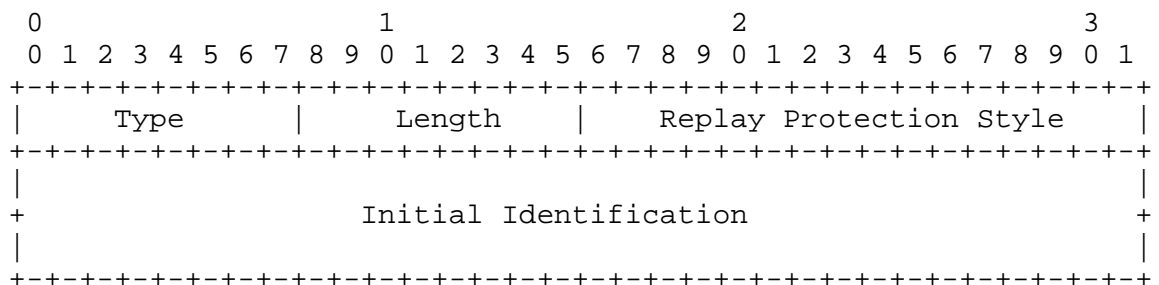 0                   1                   2                   3
 0 1 2 3 4 5 6 7 8 9 0 1 2 3 4 5 6 7 8 9 0 1 2 3 4 5 6 7 8 9 0 1
+-+-+-+-+-+-+-+-+-+-+-+-+-+-+-+-+-+-+-+-+-+-+-+-+-+-+-+-+-+-+-+-+
|     Type      |     Length    |    Replay Protection Style    |
+-+-+-+-+-+-+-+-+-+-+-+-+-+-+-+-+-+-+-+-+-+-+-+-+-+-+-+-+-+-+-+-+
|                                                               |
+                   Initial Identification                      +
|                                                               |
+-+-+-+-+-+-+-+-+-+-+-+-+-+-+-+-+-+-+-+-+-+-+-+-+-+-+-+-+-+-+-+-+